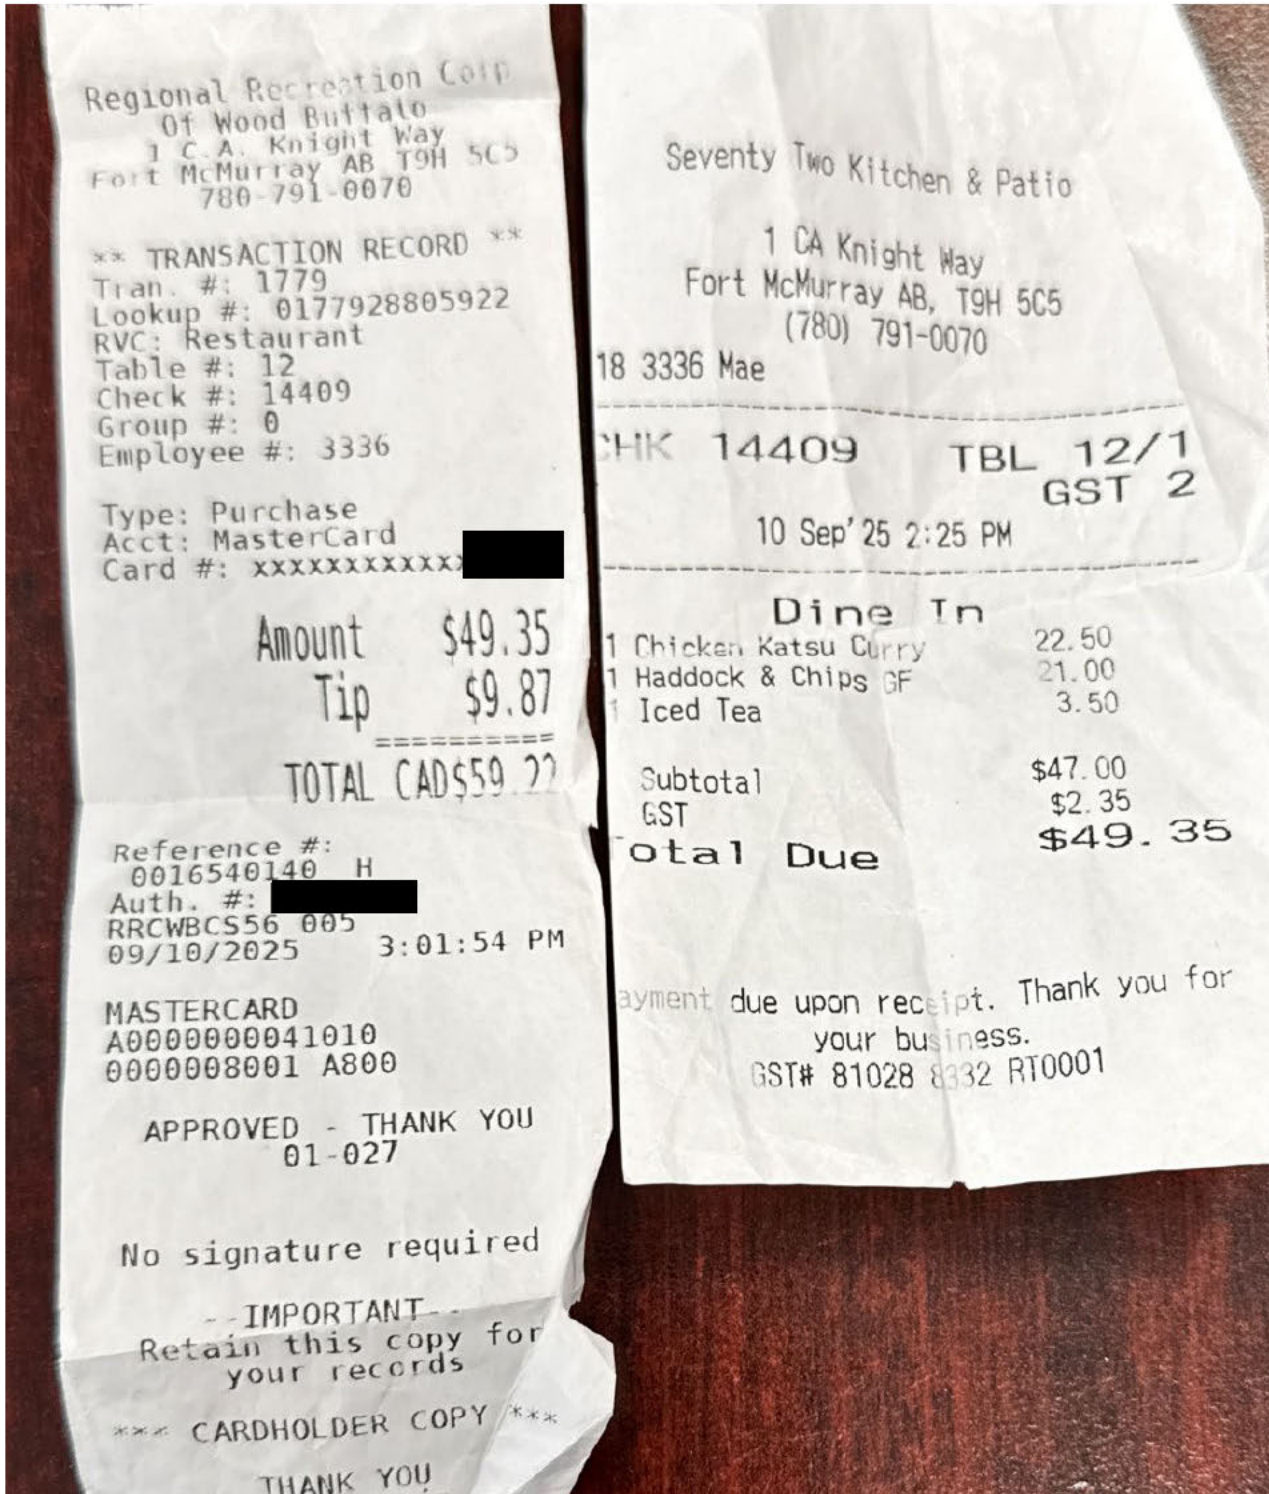 Regional Recreation Corp
Of Wood Buffalo
1 C.A. Knight Way
Fort McMurray AB T9H 5C5
780-791-0070
** TRANSACTION RECORD **
Tran. #: 1779
Lookup #: 0177928805922
RVC: Restaurant
Table #: 12
Check #: 14409
Group #: 0
Employee #: 3336
Type: Purchase
Acct: MasterCard
Card #: xxxxxxxxxxxx
Amount $49.35
Tip $9.87
==========
TOTAL CAD$59.22
Reference #:
0016540140 H
Auth. #:
RRCWBCS56 005
09/10/2025 3:01:54 PM
MASTERCARD
A0000000041010
0000008001 A800
APPROVED - THANK YOU
01-027
No signature required
--IMPORTANT--
Retain this copy for
your records
*** CARDHOLDER COPY ***
THANK YOU
Seventy Two Kitchen & Patio
1 CA Knight Way
Fort McMurray AB, T9H 5C5
(780) 791-0070
18 3336 Mae
CHK 14409 TBL 12/1
GST 2
10 Sep'25 2:25 PM
Dine In
1 Chicken Katsu Curry 22.50
1 Haddock & Chips GF 21.00
1 Iced Tea 3.50
Subtotal $47.00
GST $2.35
otal Due $49.35
ayment due upon receipt. Thank you for
your business.
GST# 81028 8332 RT0001